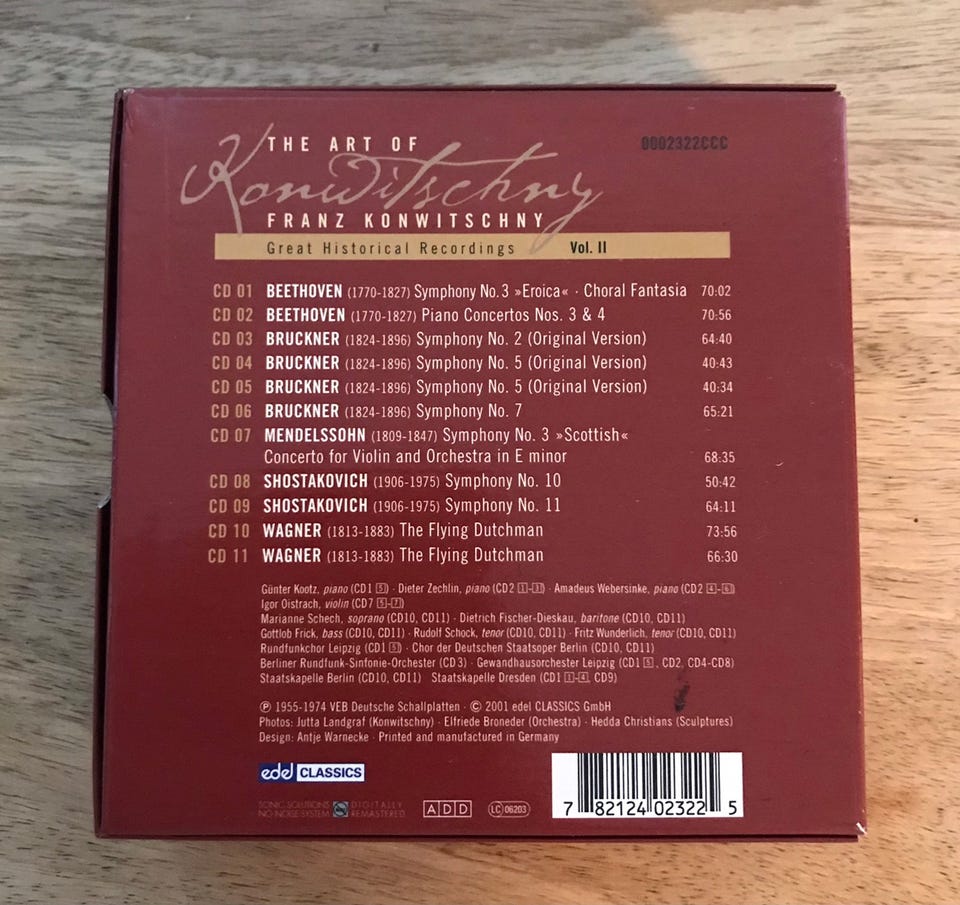 THE ART OF
0002322CCC
Konwitschny
FRANZ KONWITSCHNY
Great Historical Recordings Vol. II
CD 01 BEETHOVEN (1770-1827) Symphony No.3 »Eroica« · Choral Fantasia 70:02
CD 02 BEETHOVEN (1770-1827) Piano Concertos Nos. 3 & 4 70:56
CD 03 BRUCKNER (1824-1896) Symphony No. 2 (Original Version) 64:40
CD 04 BRUCKNER (1824-1896) Symphony No. 5 (Original Version) 40:43
CD 05 BRUCKNER (1824-1896) Symphony No. 5 (Original Version) 40:34
CD 06 BRUCKNER (1824-1896) Symphony No. 7 65:21
CD 07 MENDELSSOHN (1809-1847) Symphony No. 3 »Scottish«
Concerto for Violin and Orchestra in E minor 68:35
CD 08 SHOSTAKOVICH (1906-1975) Symphony No. 10 50:42
CD 09 SHOSTAKOVICH (1906-1975) Symphony No. 11 64:11
CD 10 WAGNER (1813-1883) The Flying Dutchman 73:56
CD 11 WAGNER (1813-1883) The Flying Dutchman 66:30
Günter Kootz, piano (CD1 5) · Dieter Zechlin, piano (CD2 1-3) · Amadeus Webersinke, piano (CD2 4-6)
Igor Oistrach, violin (CD7 5-7)
Marianne Schech, soprano (CD10, CD11) · Dietrich Fischer-Dieskau, baritone (CD10, CD11)
Gottlob Frick, bass (CD10, CD11) · Rudolf Schock, tenor (CD10, CD11) · Fritz Wunderlich, tenor (CD10, CD11)
Rundfunkchor Leipzig (CD1 5) · Chor der Deutschen Staatsoper Berlin (CD10, CD11)
Berliner Rundfunk-Sinfonie-Orchester (CD3) · Gewandhausorchester Leipzig (CD1 5, CD2, CD4-CD8)
Staatskapelle Berlin (CD10, CD11) Staatskapelle Dresden (CD1 1-4, CD9)
℗ 1955-1974 VEB Deutsche Schallplatten · © 2001 edel CLASSICS GmbH
Photos: Jutta Landgraf (Konwitschny) · Elfriede Broneder (Orchestra) · Hedda Christians (Sculptures)
Design: Antje Warnecke · Printed and manufactured in Germany
edel CLASSICS
SONIC SOLUTIONS DIGITALLY
NO NOISE SYSTEM REMASTERED
ADD
LC 06203
7 82124 02322 5